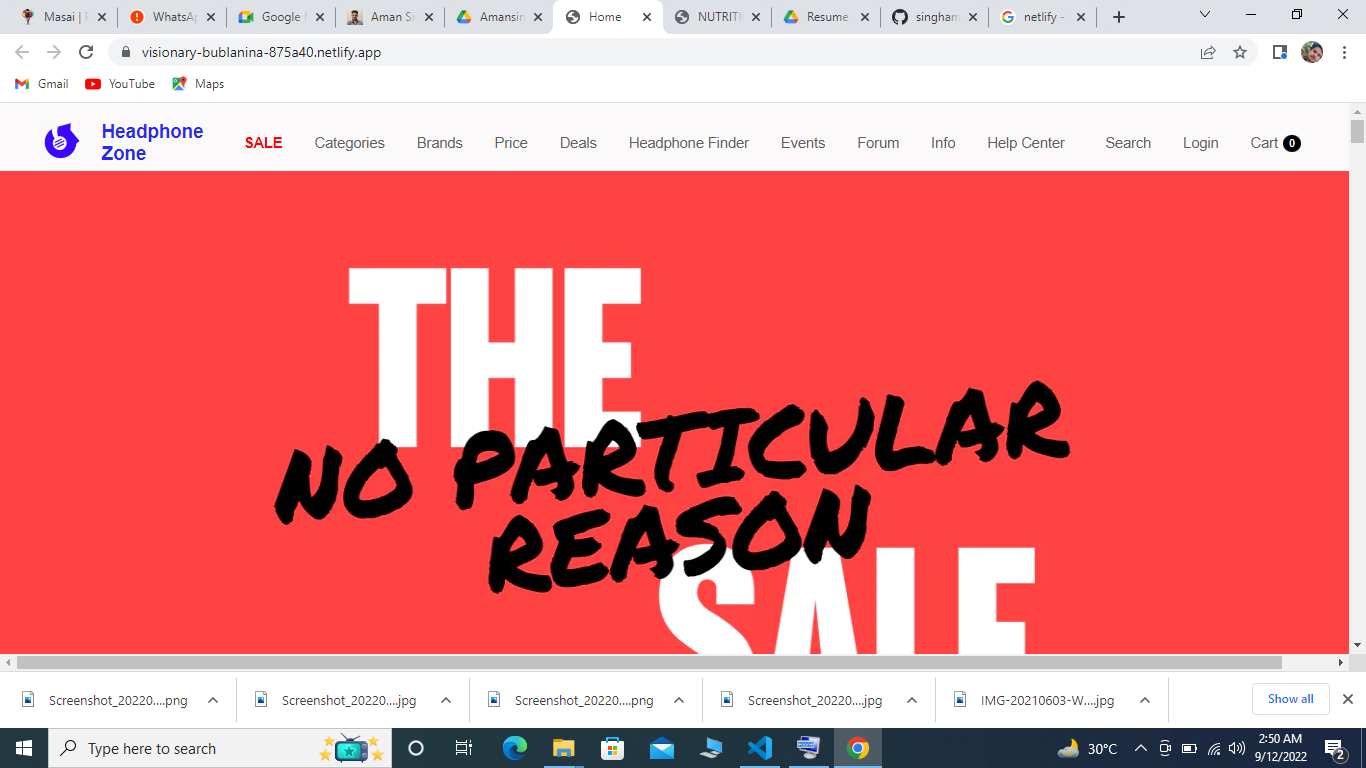 Masai |
WhatsAp
Google
Aman Si
Amansin
Home
NUTRITI
Resume
singham
netlify -
visionary-bublanina-875a40.netlify.app
Gmail
YouTube
Maps
Headphone
Zone
SALE
Categories
Brands
Price
Deals
Headphone Finder
Events
Forum
Info
Help Center
Search
Login
Cart 0
THE
NO PARTICULAR
REASON
SALE
Screenshot_20220....png
Screenshot_20220....jpg
Screenshot_20220....png
Screenshot_20220....jpg
IMG-20210603-W....jpg
Show all
Type here to search
30°C
2:50 AM
9/12/2022
2